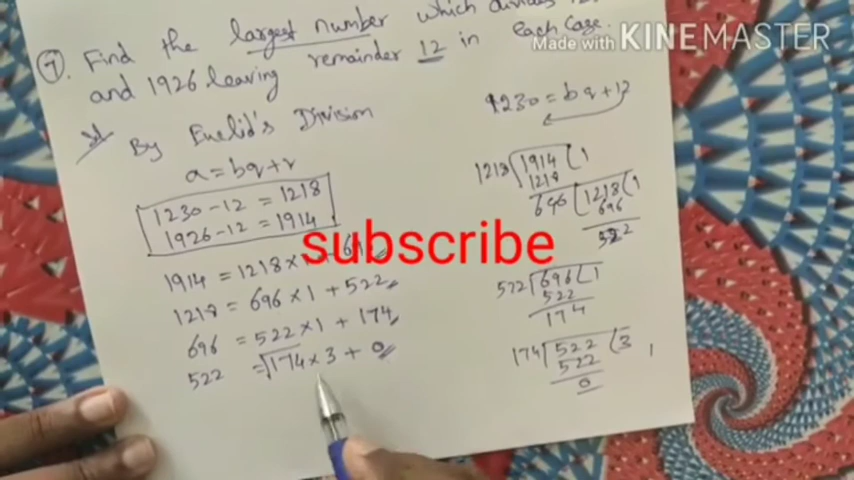 ⑦. Find the largest number which divides
and 1926 leaving remainder 12 in each case.
Made with KINEMASTER
By Euclid's Division
a = bq + r
1230 - 12 = 1218
1926 - 12 = 1914
1914 = 1218 × 1 +
1218 = 696 × 1 + 522
696 = 522 × 1 + 174
522 = 174 × 3 + 0
subscribe
1230 = bq + 12
1218 1914 1
1218
696 1218 1
696
522
522 696 1
522
174
174 522 3
522
0